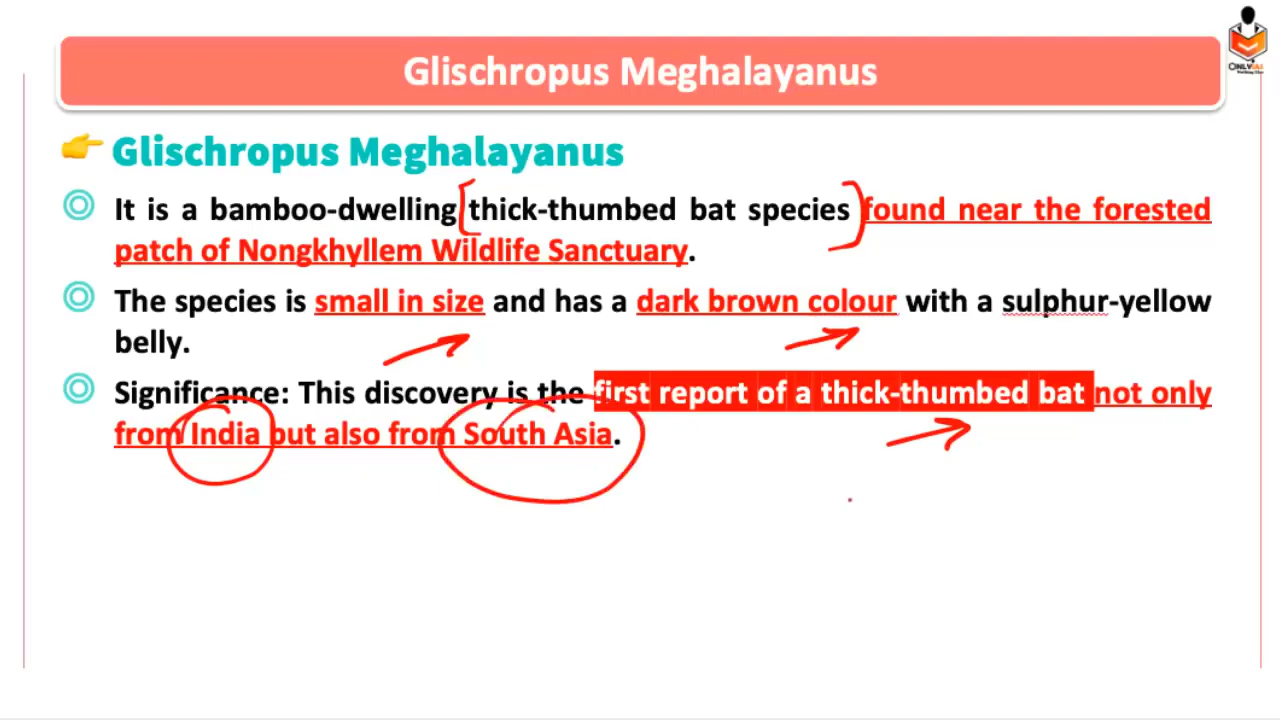 ONLYIAS
Glischropus Meghalayanus
Glischropus Meghalayanus
It is a bamboo-dwelling thick-thumbed bat species found near the forested
patch of Nongkhyllem Wildlife Sanctuary.
The species is small in size and has a dark brown colour with a sulphur-yellow
belly.
Significance: This discovery is the first report of a thick-thumbed bat not only
from India but also from South Asia.